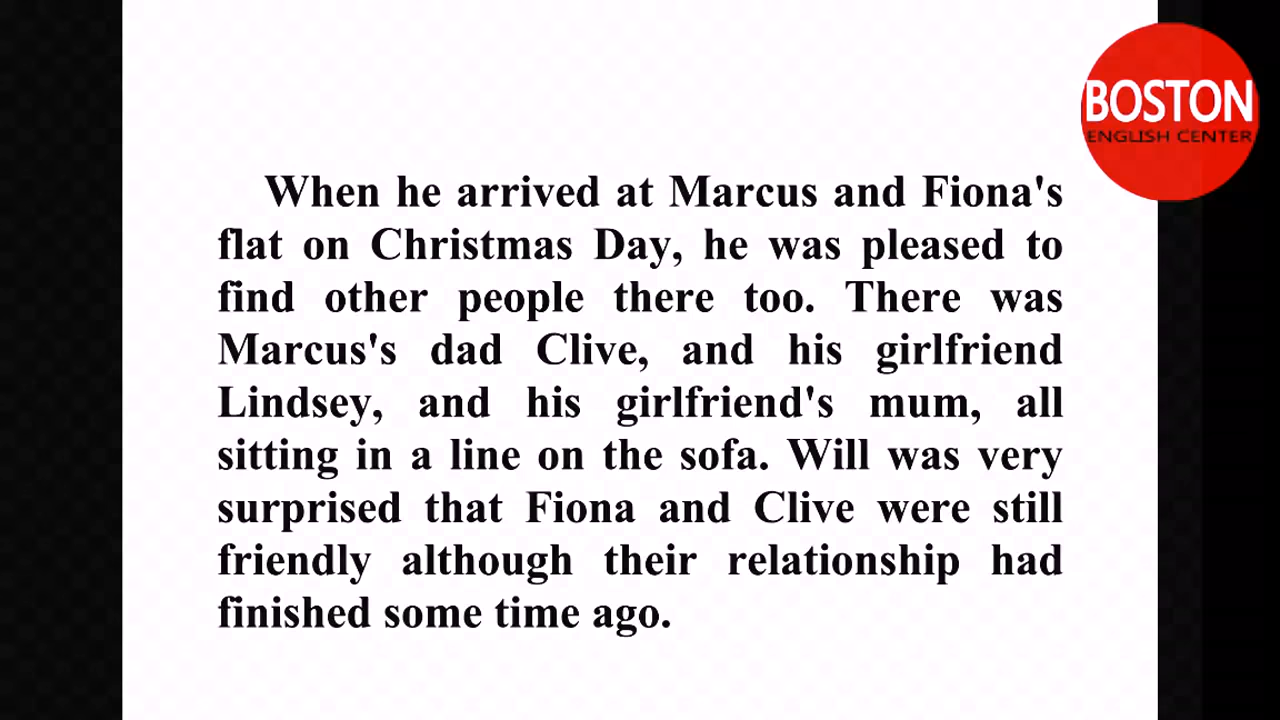 BOSTON
ENGLISH CENTER
When he arrived at Marcus and Fiona's
flat on Christmas Day, he was pleased to
find other people there too. There was
Marcus's dad Clive, and his girlfriend
Lindsey, and his girlfriend's mum, all
sitting in a line on the sofa. Will was very
surprised that Fiona and Clive were still
friendly although their relationship had
finished some time ago.